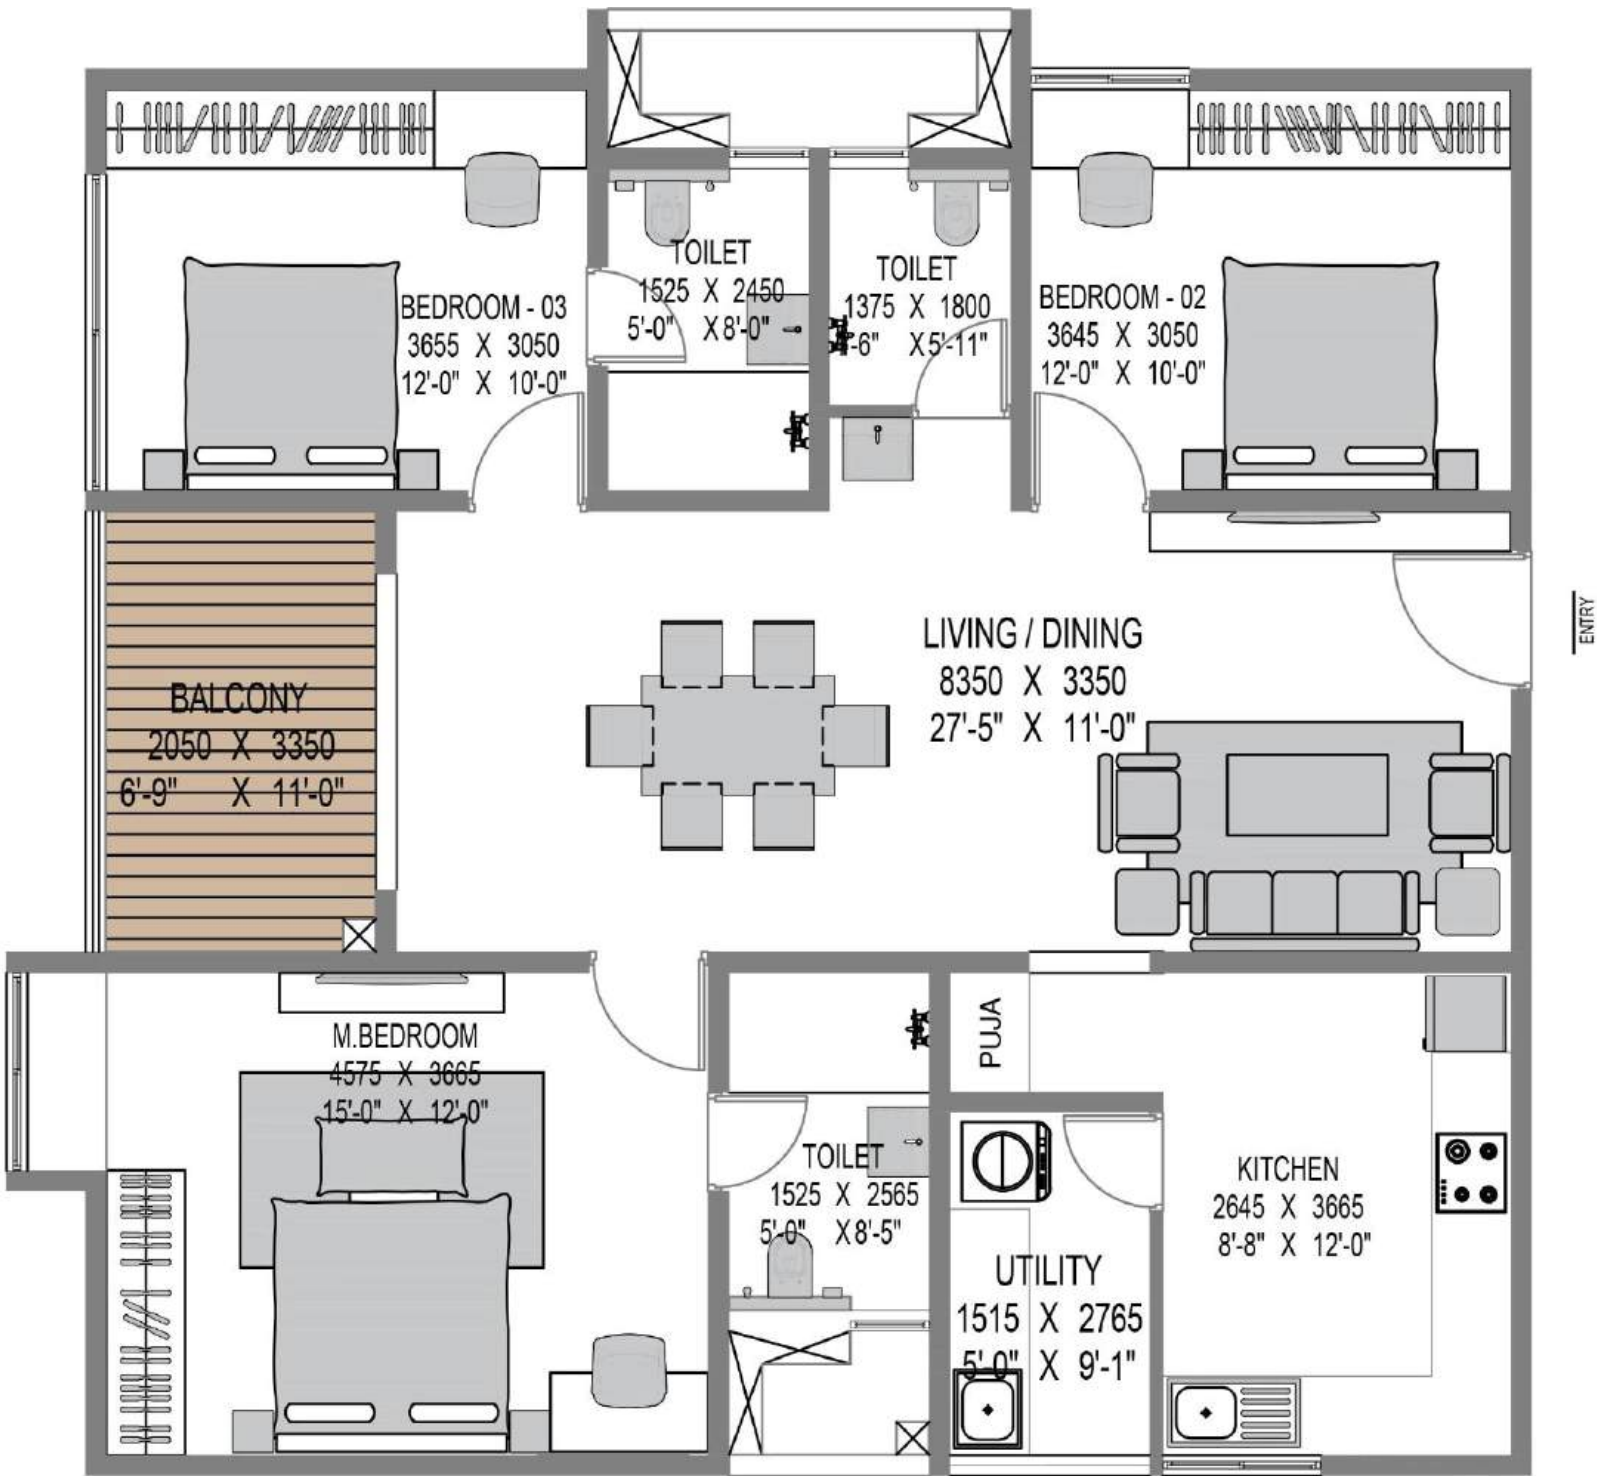 TOILET
1525 X 2450
5'-0" X 8'-0"
TOILET
1375 X 1800
-6" X 5'-11"
BEDROOM - 03
3655 X 3050
12'-0" X 10'-0"
BEDROOM - 02
3645 X 3050
12'-0" X 10'-0"
ENTRY
LIVING / DINING
8350 X 3350
27'-5" X 11'-0"
BALCONY
2050 X 3350
6'-9" X 11'-0"
M.BEDROOM
4575 X 3665
15'-0" X 12'-0"
PUJA
TOILET
1525 X 2565
5'-0" X 8'-5"
KITCHEN
2645 X 3665
8'-8" X 12'-0"
UTILITY
1515 X 2765
5'-0" X 9'-1"